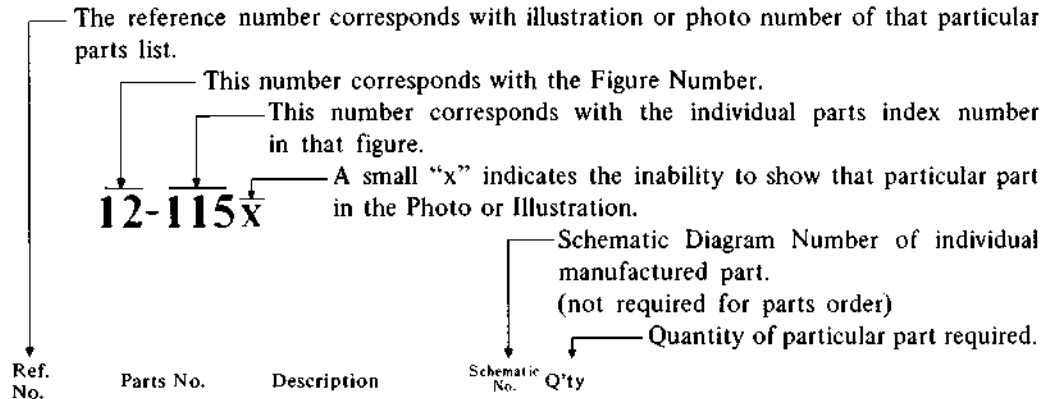 The reference number corresponds with illustration or photo number of that particular
parts list.
This number corresponds with the Figure Number.
This number corresponds with the individual parts index number
in that figure.
A small “x” indicates the inability to show that particular part
in the Photo or Illustration.
12-115x
Schematic Diagram Number of individual
manufactured part.
(not required for parts order)
Quantity of particular part required.
Ref. No. Parts No. Description Schematic No. Q'ty